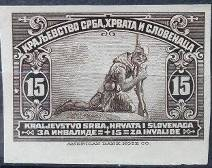 КРАЉЕВСТВО СРБА, ХРВАТА И СЛОВЕНАЦА
15 15
KRALJEVSTVO SRBA, HRVATA I SLOVENACA
ЗА ИНВАЛИДЕ = +15 = ZA INVALIDE
AMERICAN BANK NOTE CO.